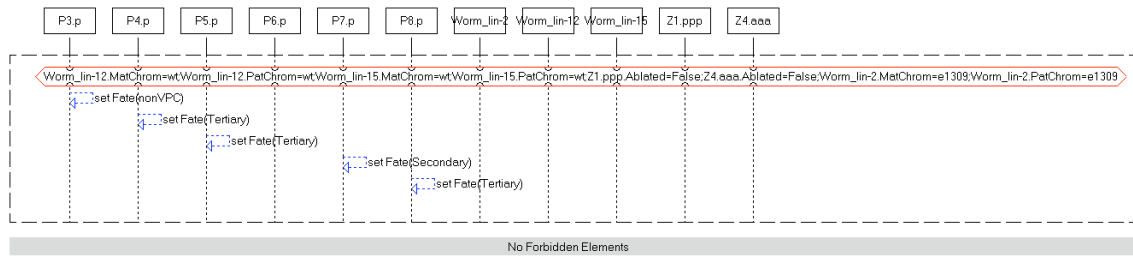 P3.p P4.p P5.p P6.p P7.p P8.p Worm_lin-2 Worm_lin-12 Worm_lin-15 Z1.ppp Z4.aaa
Worm_lin-12.MatChrom=wt;Worm_lin-12.PatChrom=wt;Worm_lin-15.MatChrom=wt;Worm_lin-15.PatChrom=wt;Z1.ppp.Ablated=False;Z4.aaa.Ablated=False;Worm_lin-2.MatChrom=e1309;Worm_lin-2.PatChrom=e1309
set Fate(nonVPC)
set Fate(Tertiary)
set Fate(Tertiary)
set Fate(Secondary)
set Fate(Tertiary)
No Forbidden Elements